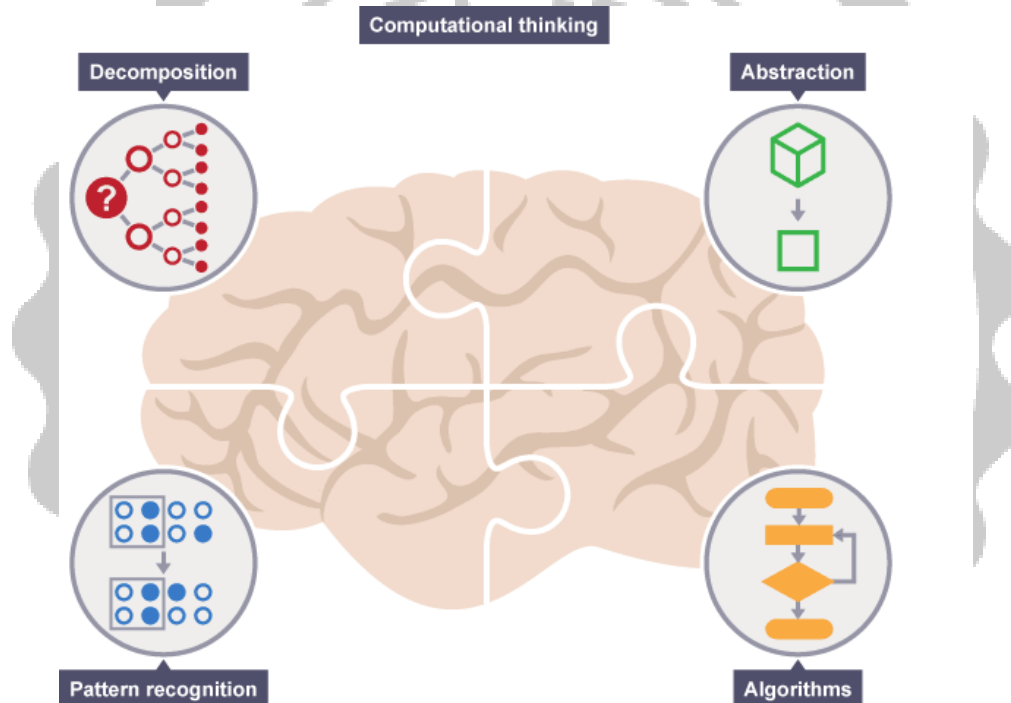 Computational thinking
Decomposition
Abstraction
?
Pattern recognition
Algorithms